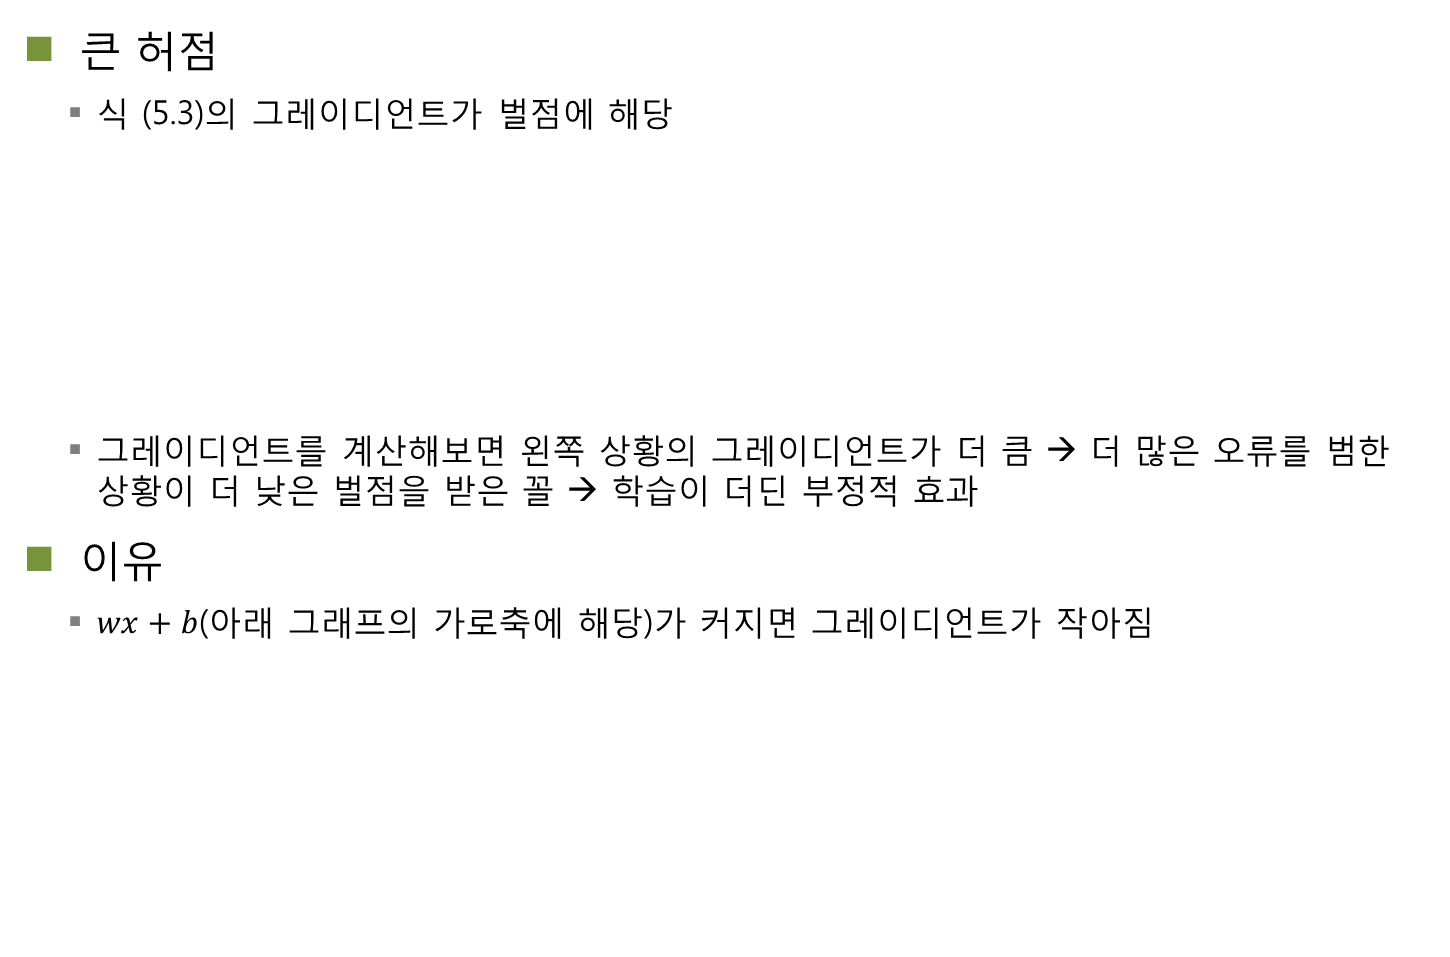 큰 허점
식 (5.3)의 그레이디언트가 벌점에 해당
그레이디언트를 계산해보면 왼쪽 상황의 그레이디언트가 더 큼 → 더 많은 오류를 범한
상황이 더 낮은 벌점을 받은 꼴 → 학습이 더딘 부정적 효과
이유
wx + b(아래 그래프의 가로축에 해당)가 커지면 그레이디언트가 작아짐